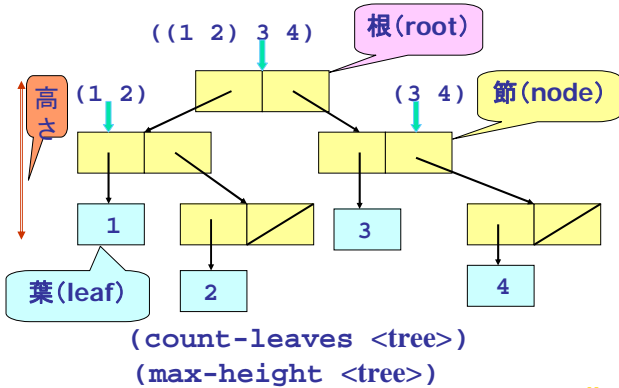 ((1 2) 3 4)
根(root)
高さ
(1 2)
(3 4)
節(node)
1
3
2
4
葉(leaf)
(count-leaves <tree>)
(max-height <tree>)